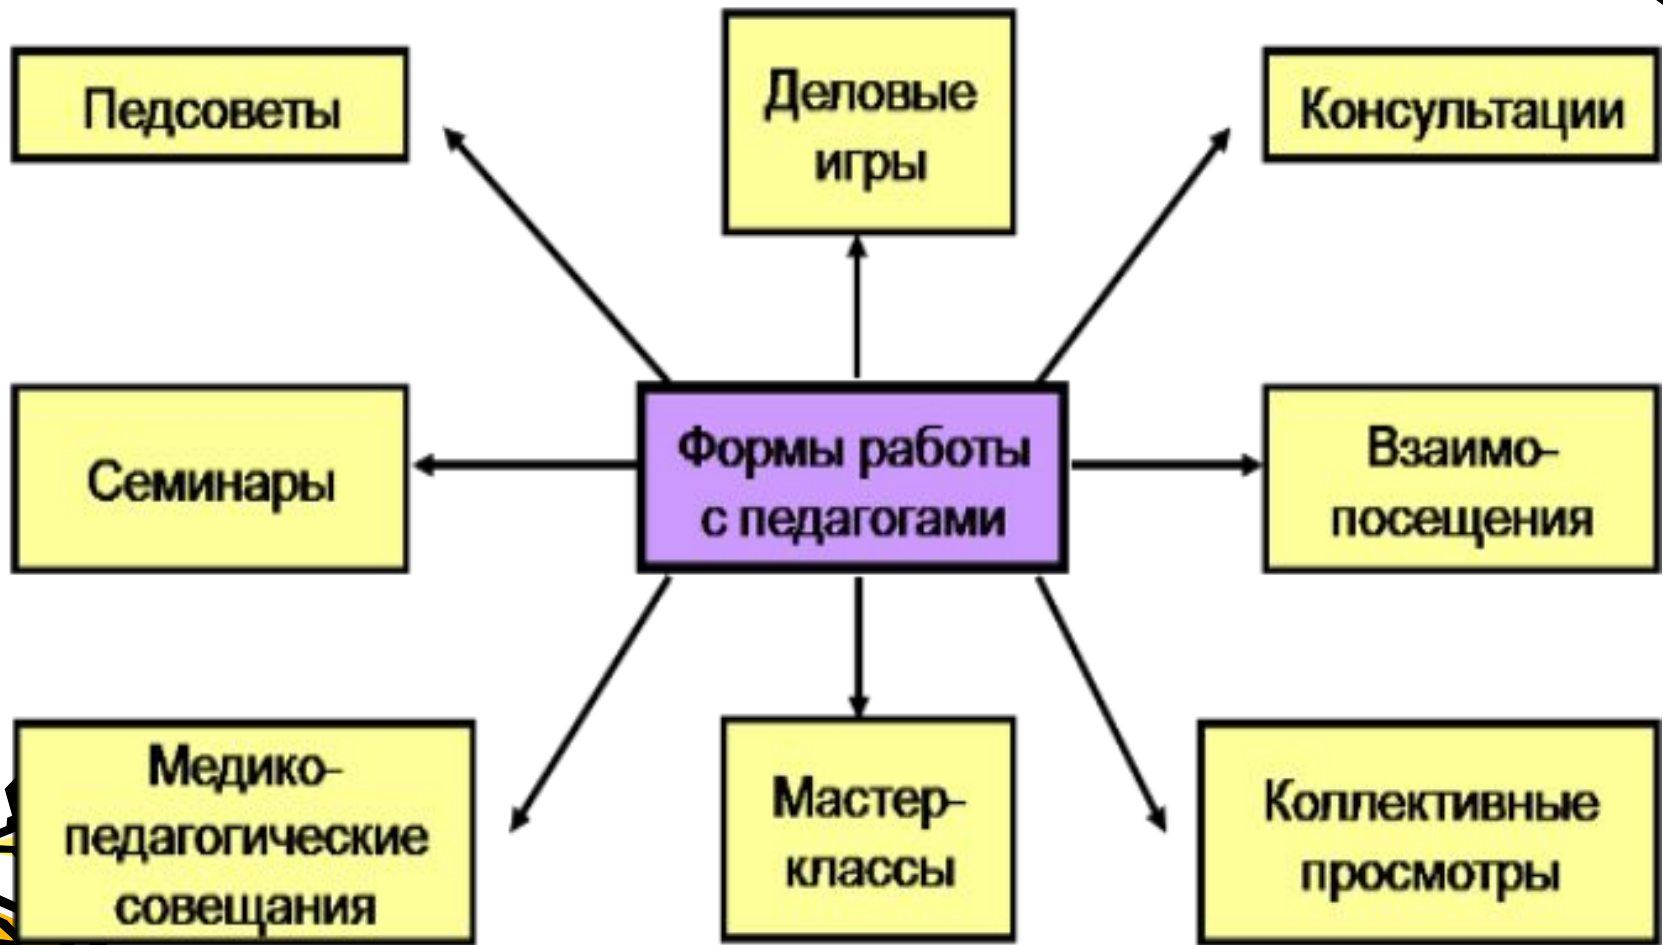 Педсоветы
Деловые
игры
Консультации
Семинары
Формы работы
с педагогами
Взаимо-
посещения
Медико-
педагогические
совещания
Мастер-
классы
Коллективные
просмотры